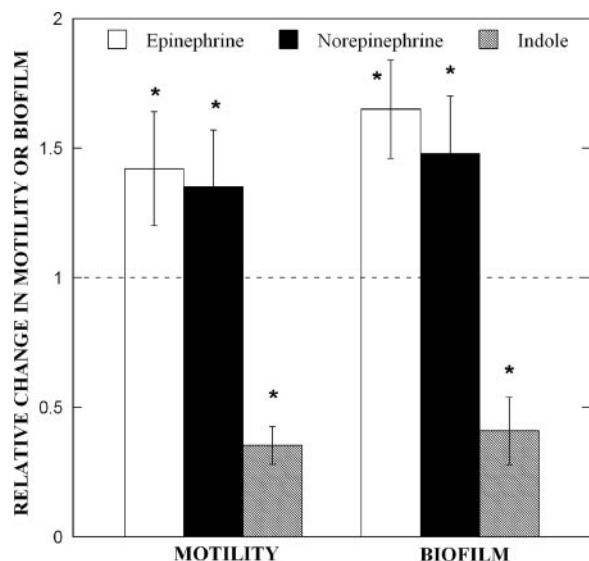 RELATIVE CHANGE IN MOTILITY OR BIOFILM
2
1.5
1
0.5
0
Epinephrine Norepinephrine Indole
* * * * * *
MOTILITY BIOFILM